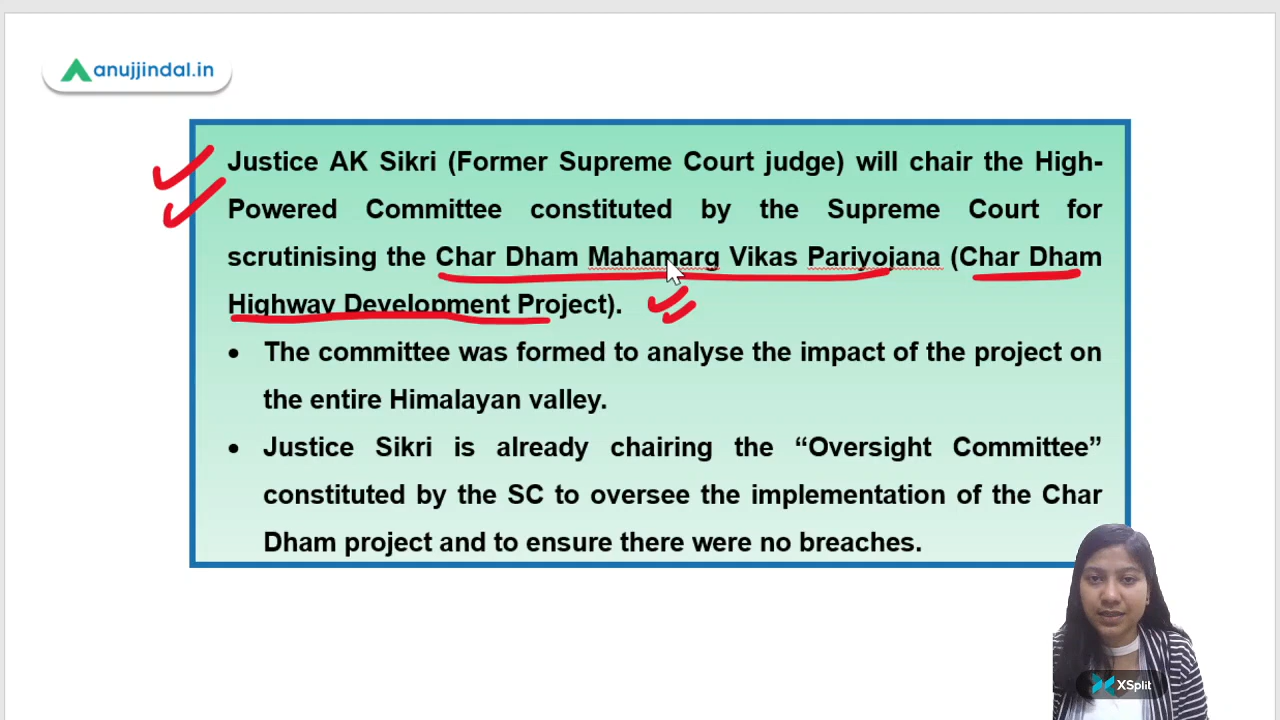 anujjindal.in
Justice AK Sikri (Former Supreme Court judge) will chair the High-
Powered Committee constituted by the Supreme Court for
scrutinising the Char Dham Mahamarg Vikas Pariyojana (Char Dham
Highway Development Project).
• The committee was formed to analyse the impact of the project on
the entire Himalayan valley.
• Justice Sikri is already chairing the “Oversight Committee”
constituted by the SC to oversee the implementation of the Char
Dham project and to ensure there were no breaches.
XSplit